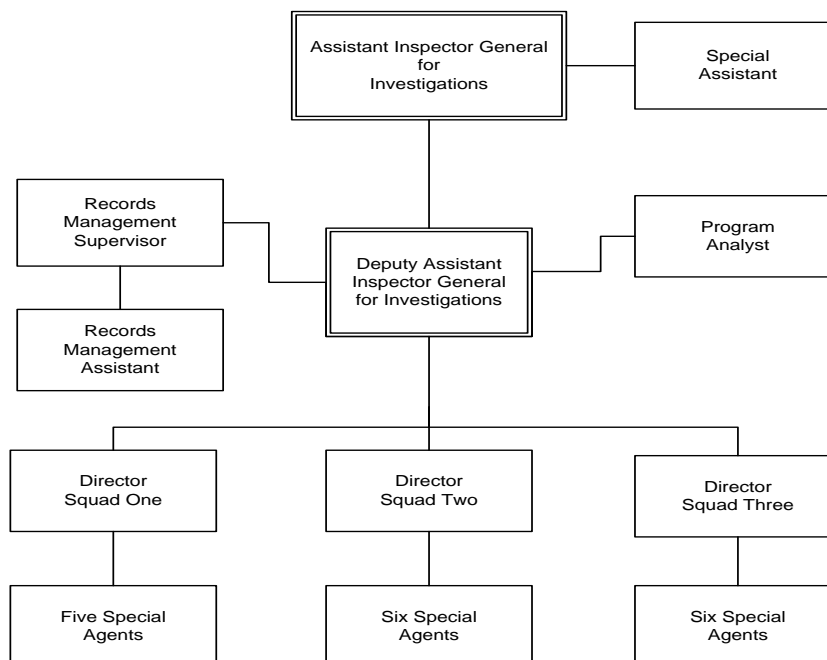 Assistant Inspector General
for
Investigations
Special
Assistant
Records
Management
Supervisor
Program
Analyst
Deputy Assistant
Inspector General
for Investigations
Records
Management
Assistant
Director
Squad One
Director
Squad Two
Director
Squad Three
Five Special
Agents
Six Special
Agents
Six Special
Agents